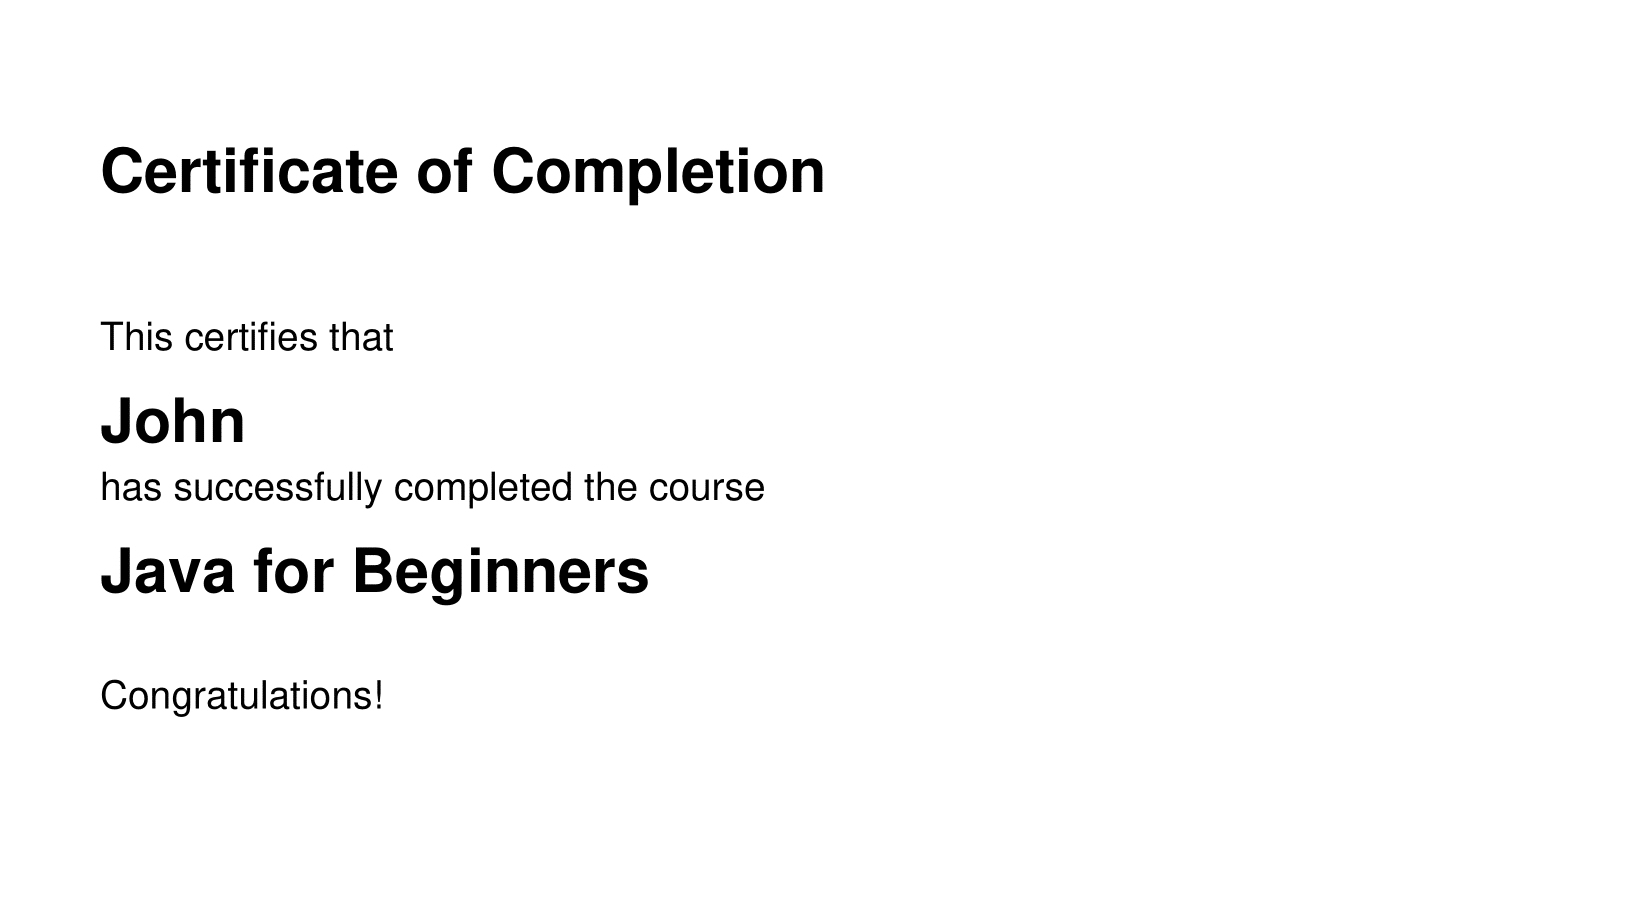 Certificate of Completion
This certifies that
John
has successfully completed the course
Java for Beginners
Congratulations!